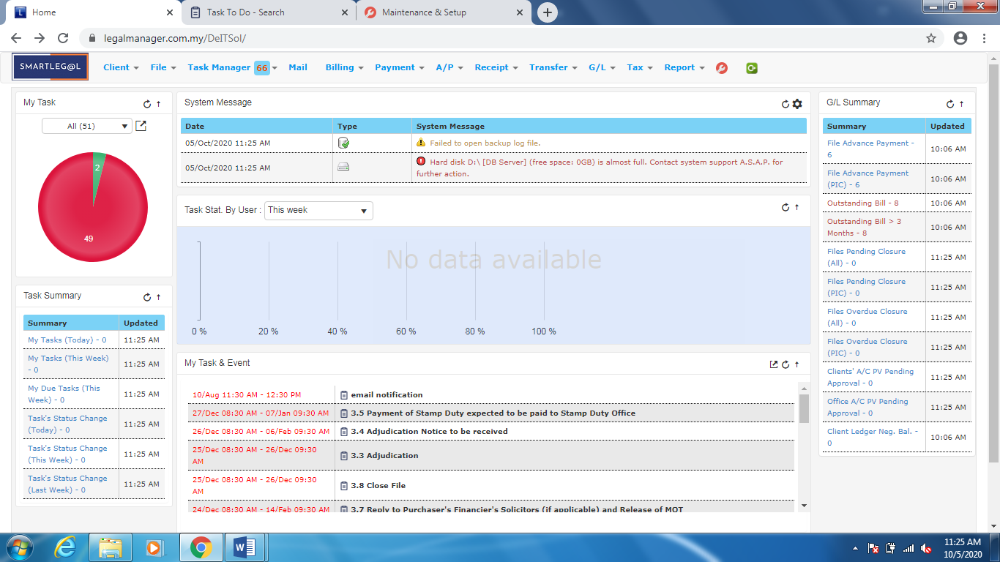 Home
Task To Do - Search
Maintenance & Setup
legalmanager.com.my/DeITSol/
SMARTLEG@L
Client
File
Task Manager 66
Mail
Billing
Payment
A/P
Receipt
Transfer
G/L
Tax
Report
My Task
All (51)
2
49
Task Summary
Summary Updated
My Tasks (Today) - 0 11:25 AM
My Tasks (This Week)
- 0 11:25 AM
My Due Tasks (This
Week) - 0 11:25 AM
Task's Status Change
(Today) - 0 11:25 AM
Task's Status Change
(This Week) - 0 11:25 AM
Task's Status Change
(Last Week) - 0 11:25 AM
System Message
Date Type System Message
05/Oct/2020 11:25 AM Failed to open backup log file.
05/Oct/2020 11:25 AM Hard disk D:\ [DB Server] (free space: 0GB) is almost full. Contact system support A.S.A.P. for
further action.
Task Stat. By User : This week
No data available
0 % 20 % 40 % 60 % 80 % 100 %
My Task & Event
10/Aug 11:30 AM - 12:30 PM email notification
27/Dec 08:30 AM - 07/Jan 09:30 AM 3.5 Payment of Stamp Duty expected to be paid to Stamp Duty Office
26/Dec 08:30 AM - 06/Feb 09:30 AM 3.4 Adjudication Notice to be received
25/Dec 08:30 AM - 26/Dec 09:30
AM 3.3 Adjudication
25/Dec 08:30 AM - 26/Dec 09:30
AM 3.8 Close File
24/Dec 08:30 AM - 14/Feb 09:30 AM 3.7 Reply to Purchaser's Financier's Solicitors (if applicable) and Release of MOT
G/L Summary
Summary Updated
File Advance Payment -
6 10:06 AM
File Advance Payment
(PIC) - 6 10:06 AM
Outstanding Bill - 8 10:06 AM
Outstanding Bill > 3
Months - 8 10:06 AM
Files Pending Closure
(All) - 0 11:25 AM
Files Pending Closure
(PIC) - 0 11:25 AM
Files Overdue Closure
(All) - 0 11:25 AM
Files Overdue Closure
(PIC) - 0 11:25 AM
Clients' A/C PV Pending
Approval - 0 11:25 AM
Office A/C PV Pending
Approval - 0 11:25 AM
Client Ledger Neg. Bal. -
0 10:06 AM
11:25 AM
10/5/2020